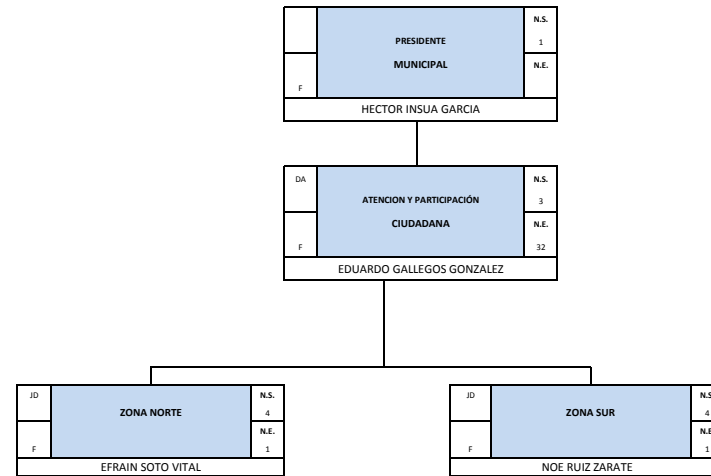 N.S.
PRESIDENTE
1
MUNICIPAL
N.E.
F
HECTOR INSUA GARCIA
DA
N.S.
ATENCION Y PARTICIPACIÓN
3
CIUDADANA
N.E.
F
32
EDUARDO GALLEGOS GONZALEZ
JD
N.S.
ZONA NORTE
4
N.E.
F
1
EFRAIN SOTO VITAL
JD
N.S
ZONA SUR
4
N.E
F
1
NOE RUIZ ZARATE